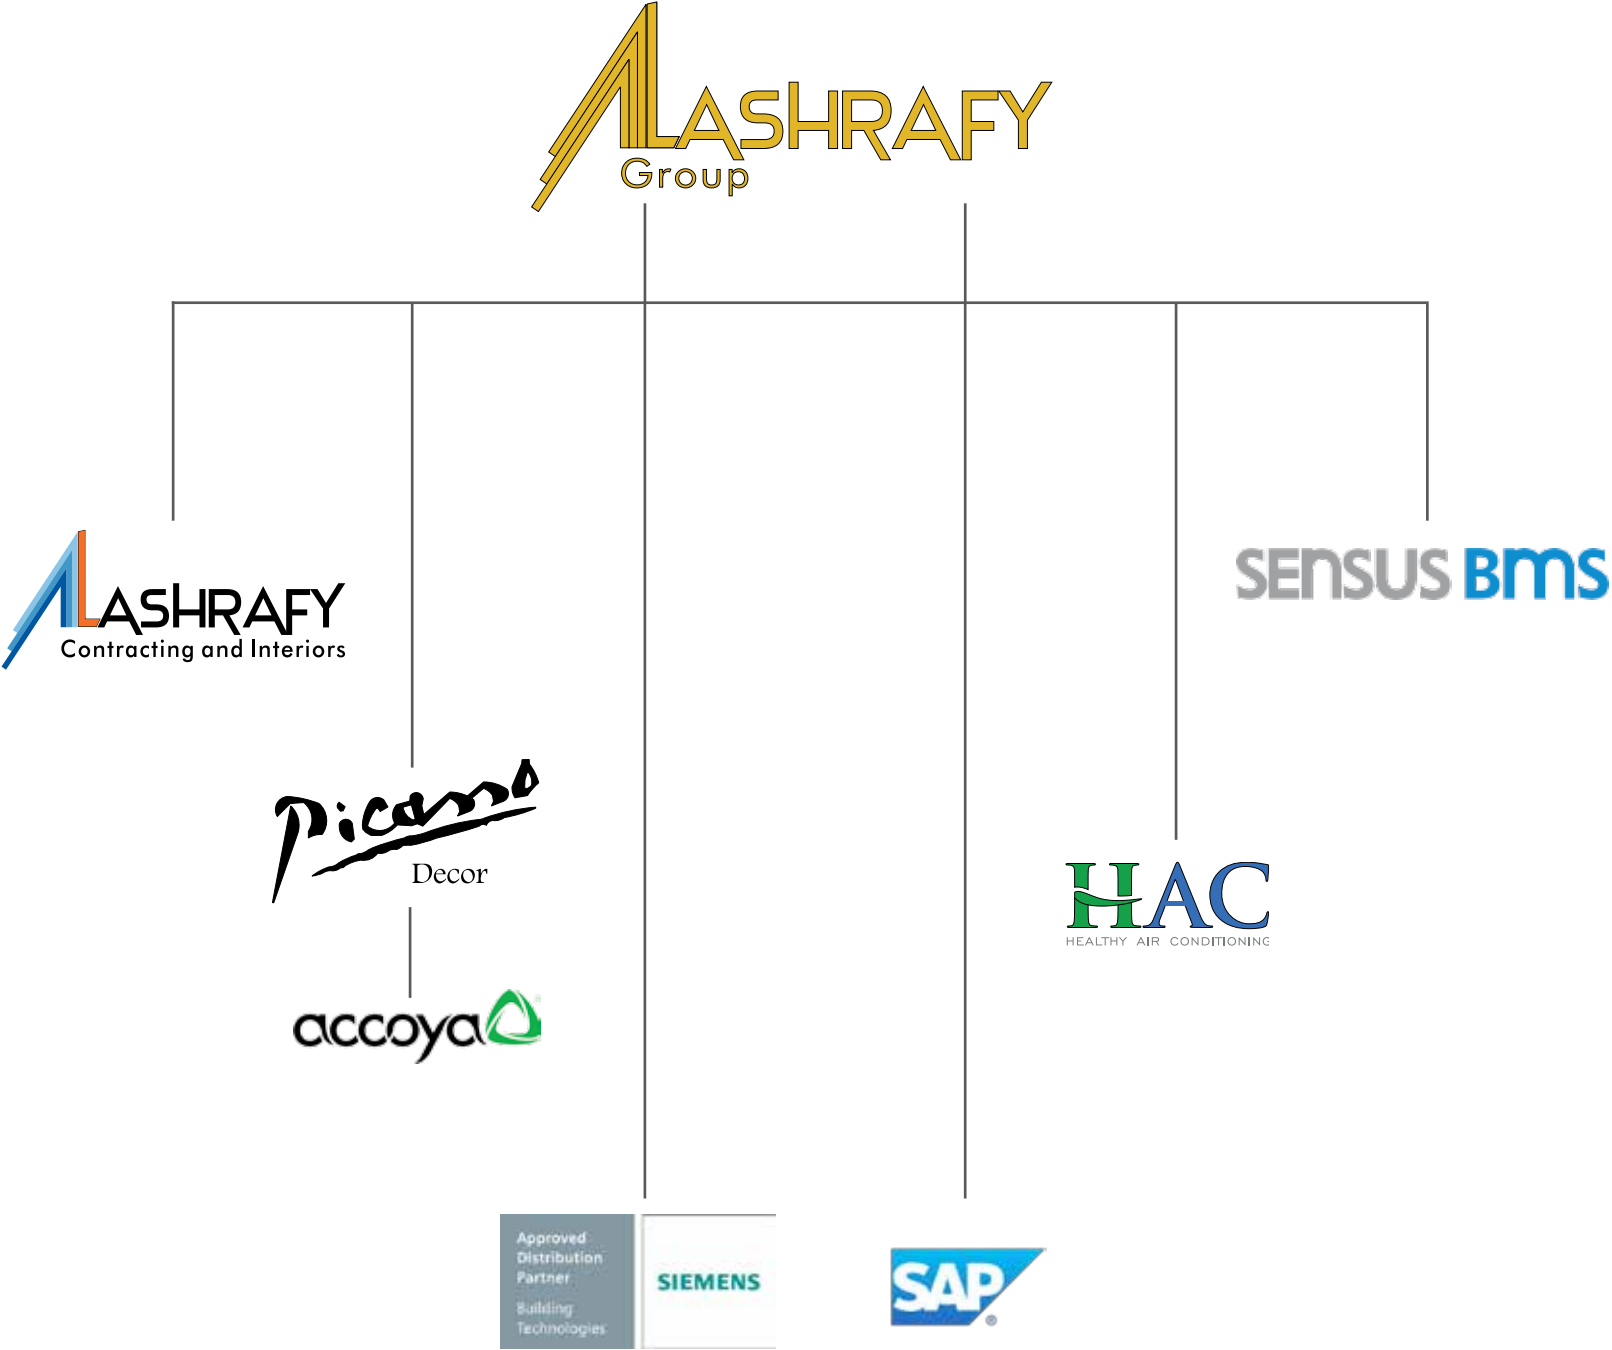 ALASHRAFY
Group
ALASHRAFY
Contracting and Interiors
SENSUS BMS
Picasso
Decor
HAC
HEALTHY AIR CONDITIONING
accoya
Approved
Distribution
Partner
Building
Technologies
SIEMENS
SAP®